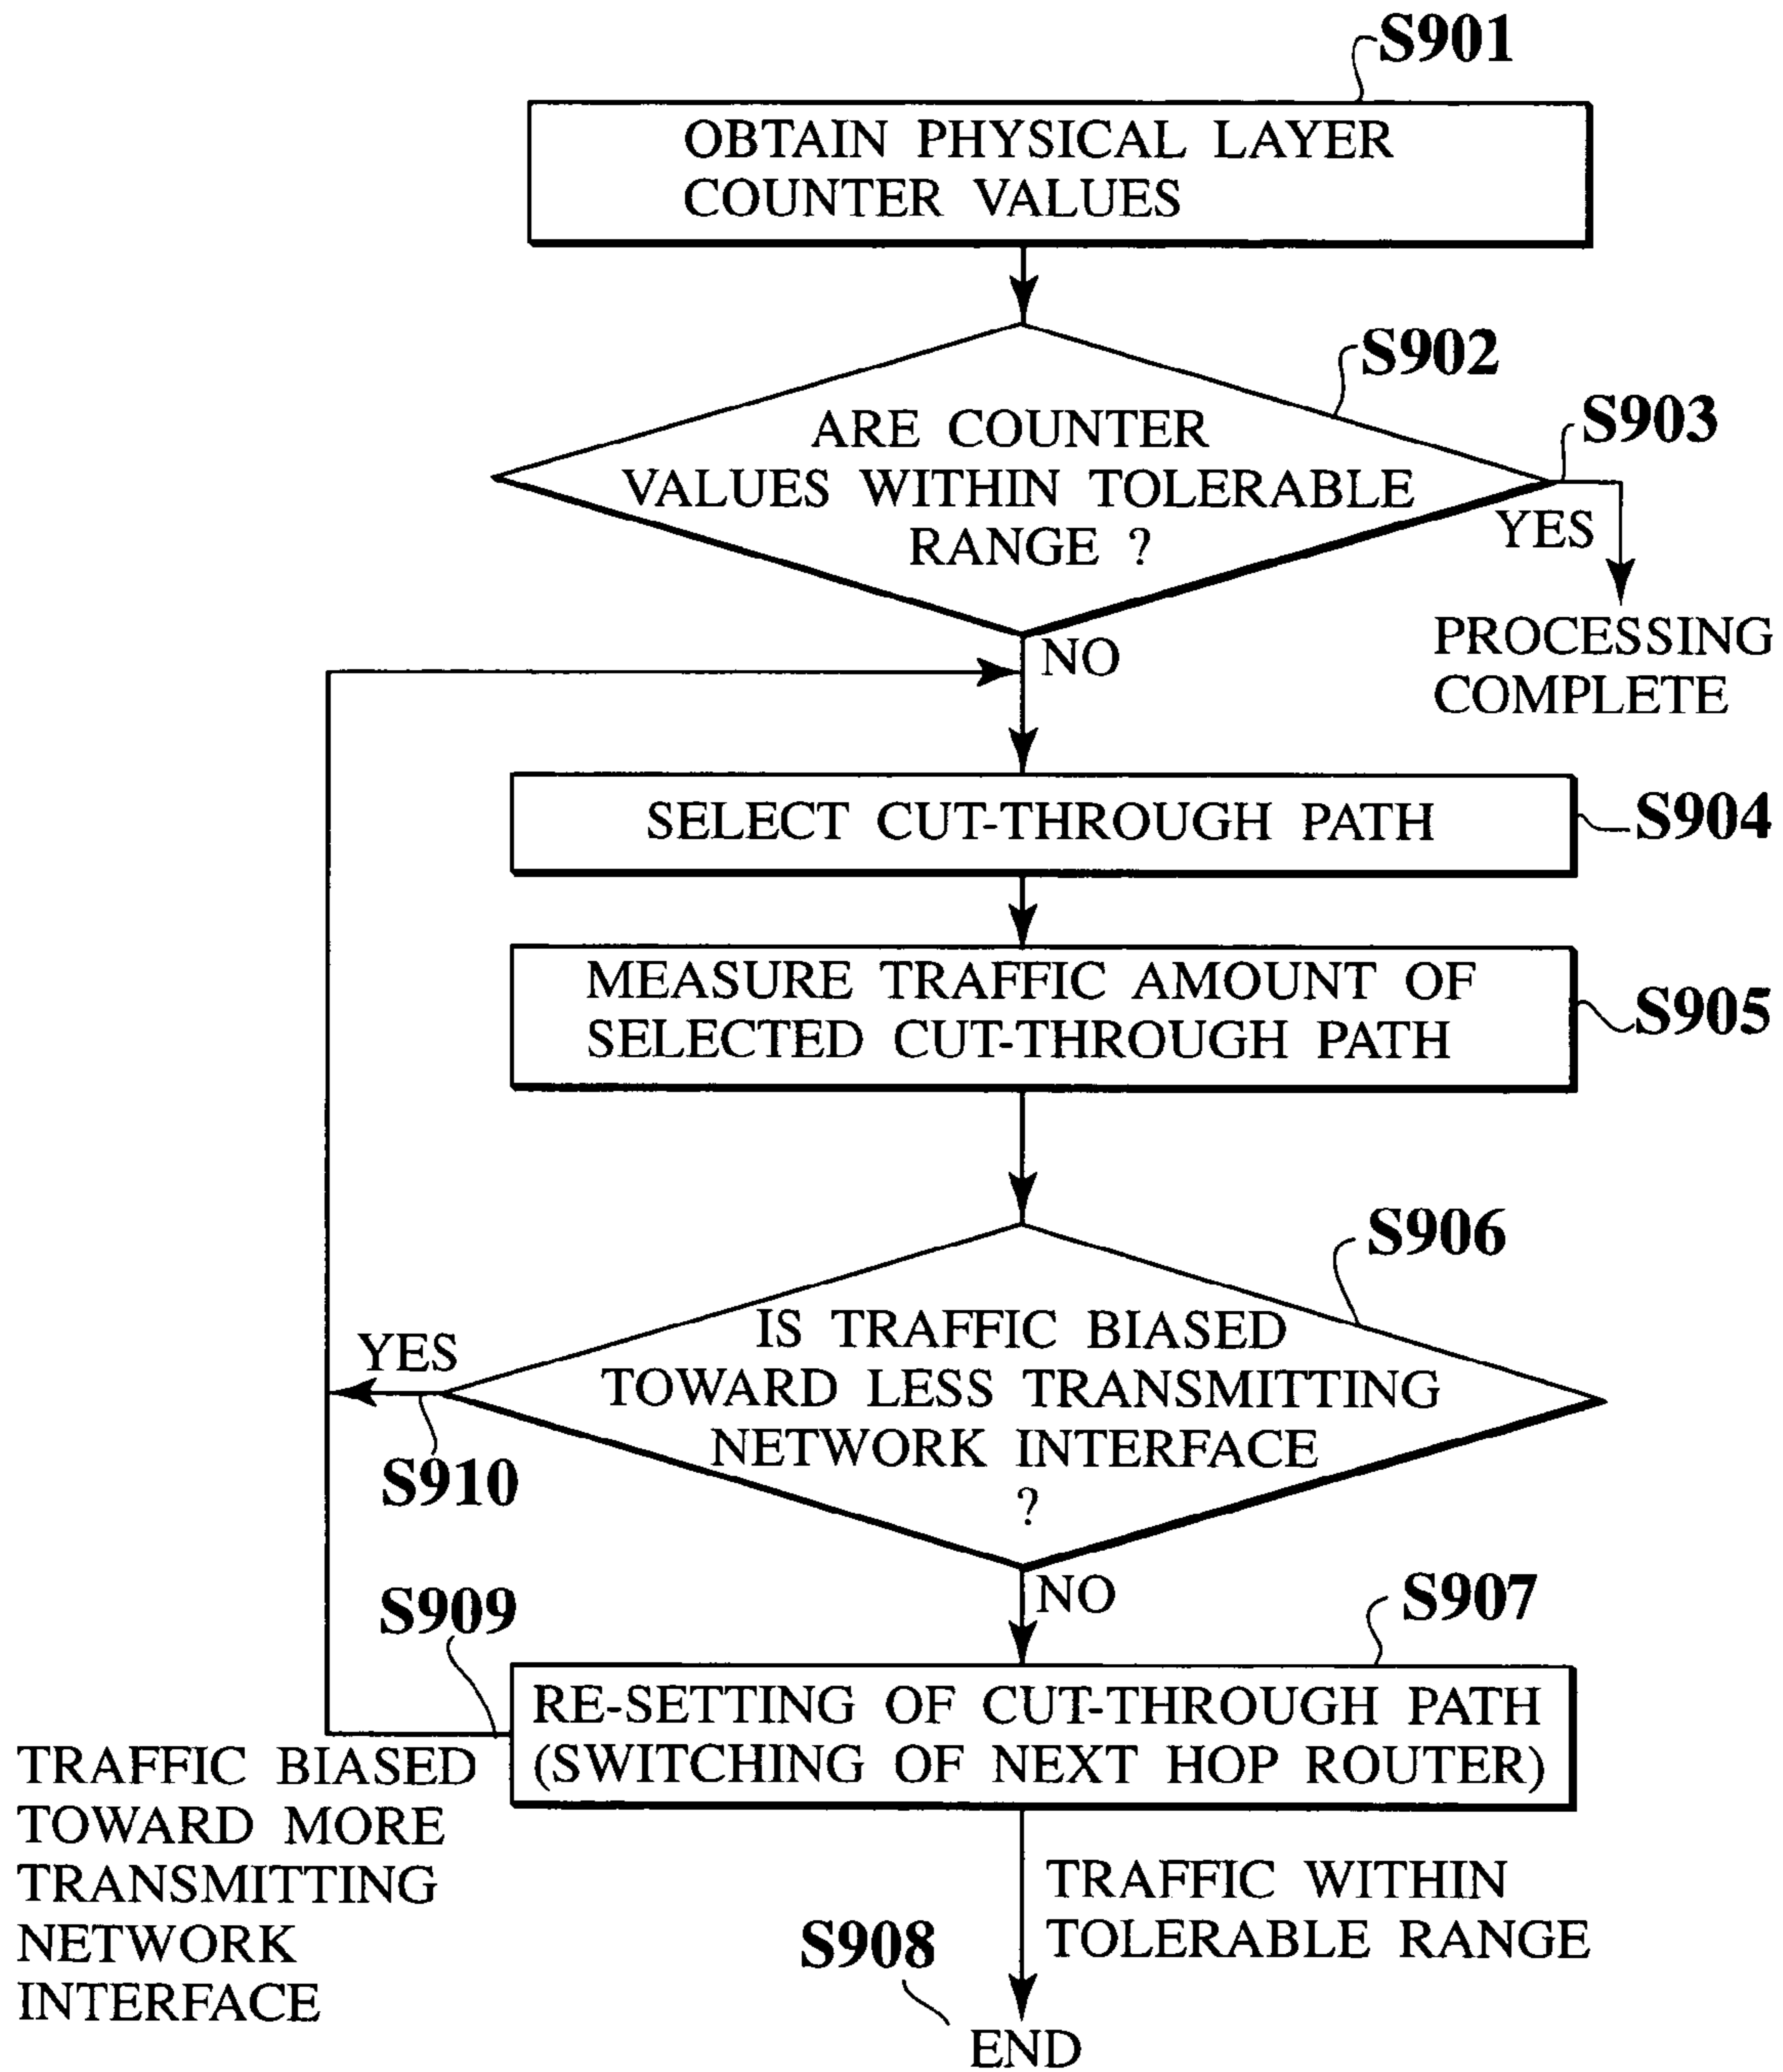 S901
OBTAIN PHYSICAL LAYER
COUNTER VALUES
S902
ARE COUNTER
VALUES WITHIN TOLERABLE
RANGE ?
S903
YES
PROCESSING
COMPLETE
NO
SELECT CUT-THROUGH PATH
S904
MEASURE TRAFFIC AMOUNT OF
SELECTED CUT-THROUGH PATH
S905
S906
IS TRAFFIC BIASED
TOWARD LESS TRANSMITTING
NETWORK INTERFACE
?
YES
S910
NO
S909
S907
RE-SETTING OF CUT-THROUGH PATH
(SWITCHING OF NEXT HOP ROUTER)
TRAFFIC BIASED
TOWARD MORE
TRANSMITTING
NETWORK
INTERFACE
TRAFFIC WITHIN
TOLERABLE RANGE
S908
END